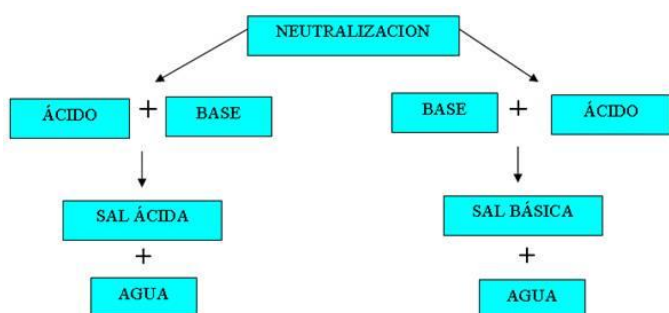 NEUTRALIZACION
ÁCIDO + BASE
BASE + ÁCIDO
SAL ÁCIDA
+
AGUA
SAL BÁSICA
+
AGUA